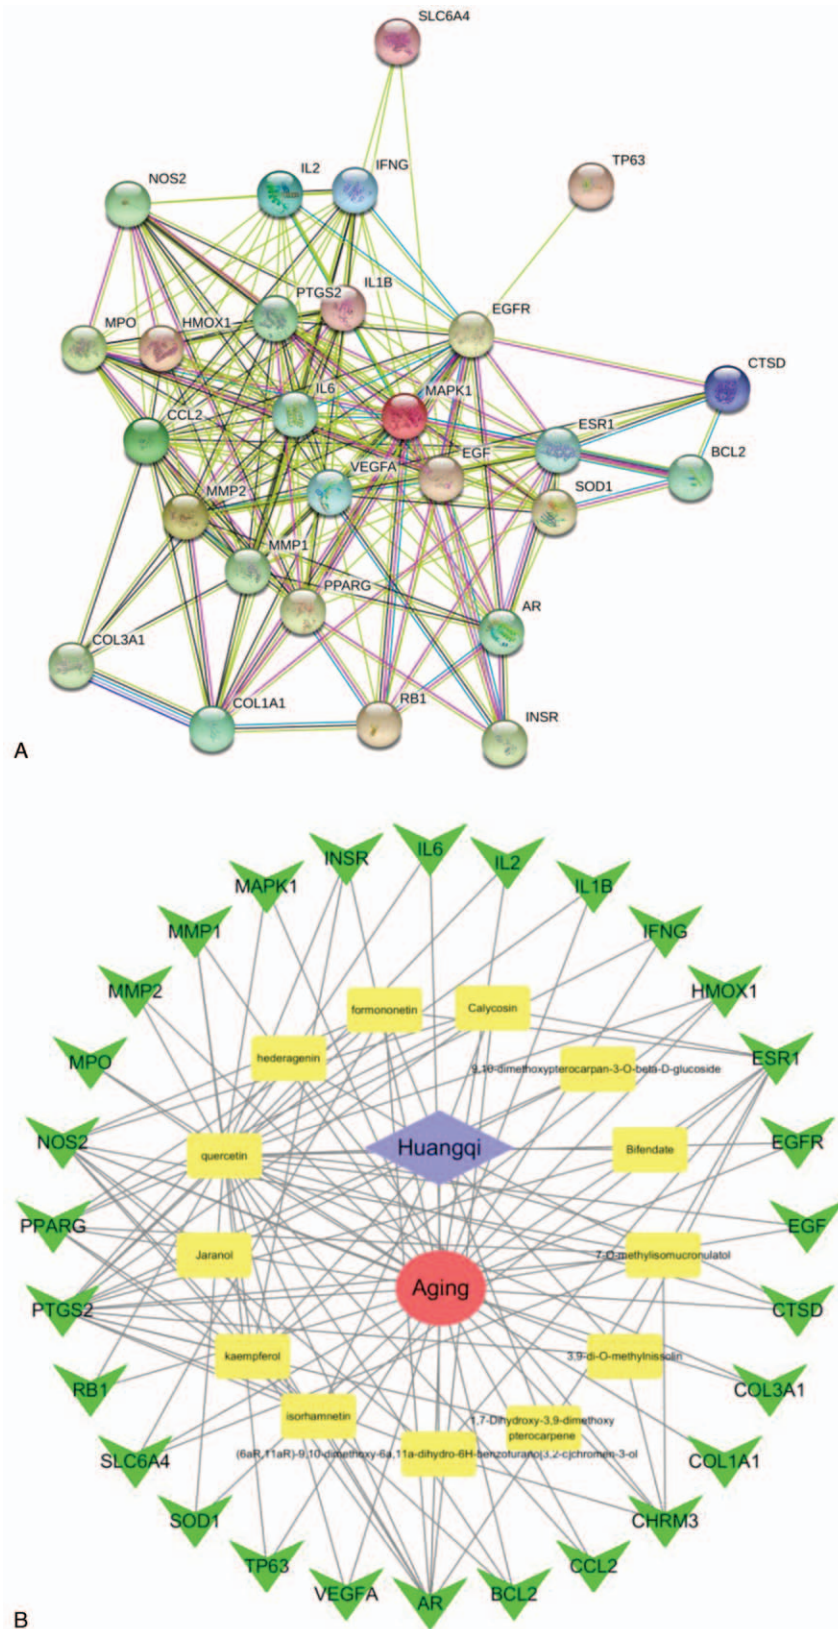 SLC6A4
TP63
IL2
IFNG
NOS2
IL1B
PTGS2
EGFR
MPO
HMOX1
CTSD
IL6
MAPK1
CCL2
ESR1
EGF
BCL2
VEGFA
MMP2
SOD1
MMP1
PPARG
AR
COL3A1
COL1A1
RB1
INSR
A
IL6
INSR
IL2
MAPK1
IL1B
MMP1
IFNG
MMP2
HMOX1
formononetin
Calycosin
hederagenin
MPO
ESR1
9,10-dimethoxypterocarpan-3-O-beta-D-glucoside
NOS2
quercetin
Huangqi
Bifendate
EGFR
PPARG
EGF
Jaranol
7-O-methylisomucronulatol
Aging
PTGS2
CTSD
kaempferol
3,9-di-O-methylnissolin
RB1
COL3A1
isorhamnetin
1,7-Dihydroxy-3,9-dimethoxy
pterocarpene
(6aR,11aR)-9,10-dimethoxy-6a,11a-dihydro-6H-benzofurano[3,2-c]chromen-3-ol
SLC6A4
COL1A1
SOD1
CHRM3
TP63
CCL2
VEGFA
AR
BCL2
B